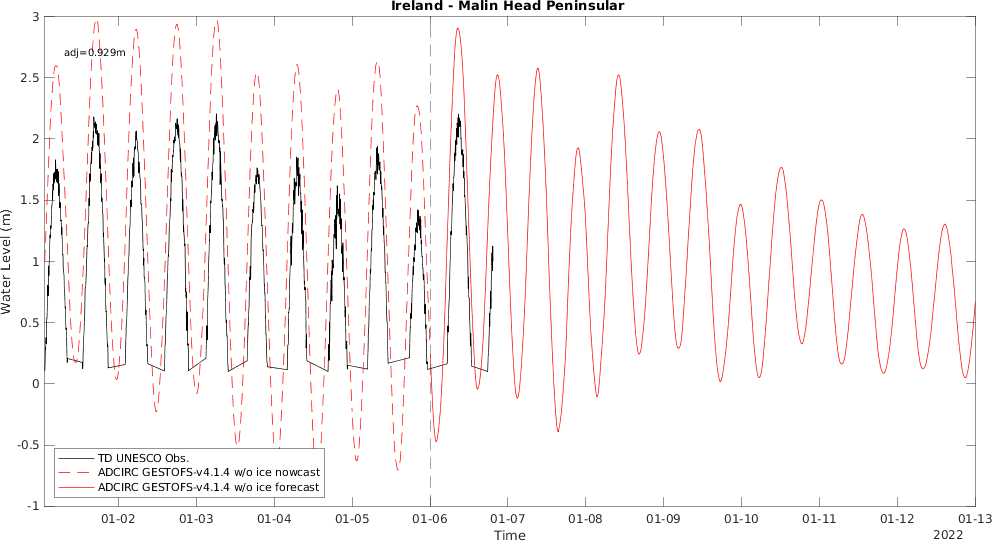 Ireland - Malin Head Peninsular
adj=0.929m
Water Level (m)
3
2.5
2
1.5
1
0.5
0
-0.5
-1
TD UNESCO Obs.
ADCIRC GESTOFS-v4.1.4 w/o ice nowcast
ADCIRC GESTOFS-v4.1.4 w/o ice forecast
01-02 01-03 01-04 01-05 01-06 01-07 01-08 01-09 01-10 01-11 01-12 01-13
Time
2022